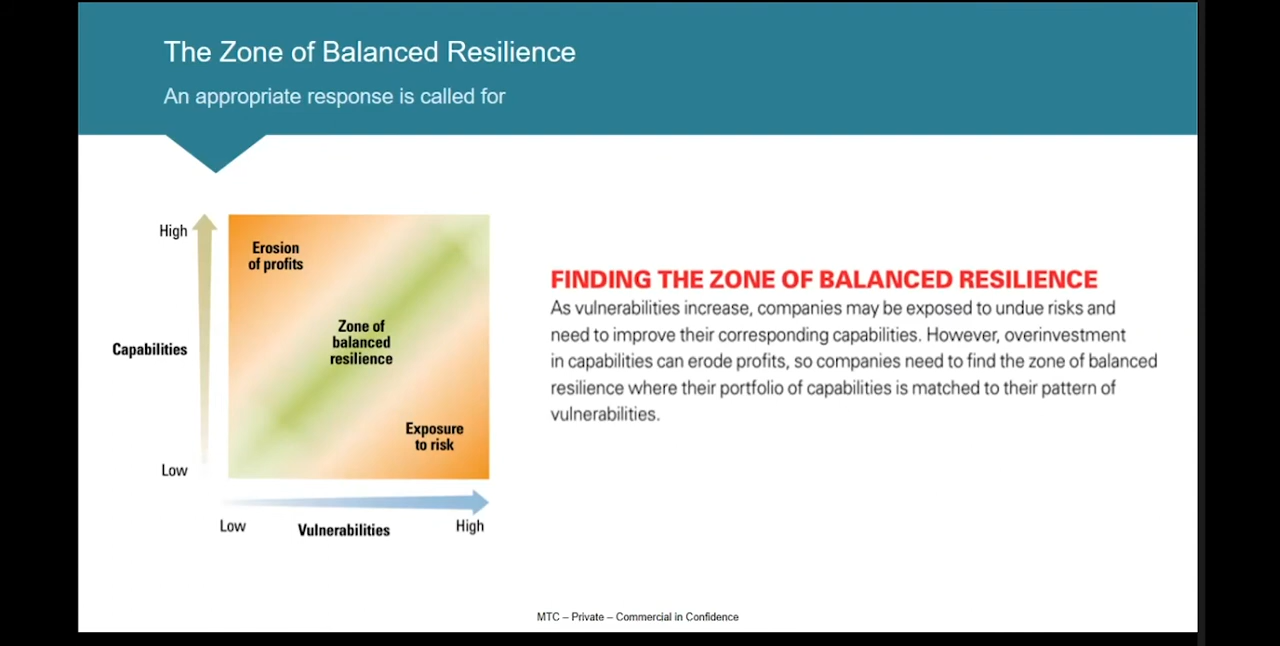 The Zone of Balanced Resilience
An appropriate response is called for
High
Capabilities
Low
Erosion
of profits
Zone of
balanced
resilience
Exposure
to risk
Low
Vulnerabilities
High
FINDING THE ZONE OF BALANCED RESILIENCE
As vulnerabilities increase, companies may be exposed to undue risks and
need to improve their corresponding capabilities. However, overinvestment
in capabilities can erode profits, so companies need to find the zone of balanced
resilience where their portfolio of capabilities is matched to their pattern of
vulnerabilities.
MTC – Private – Commercial in Confidence